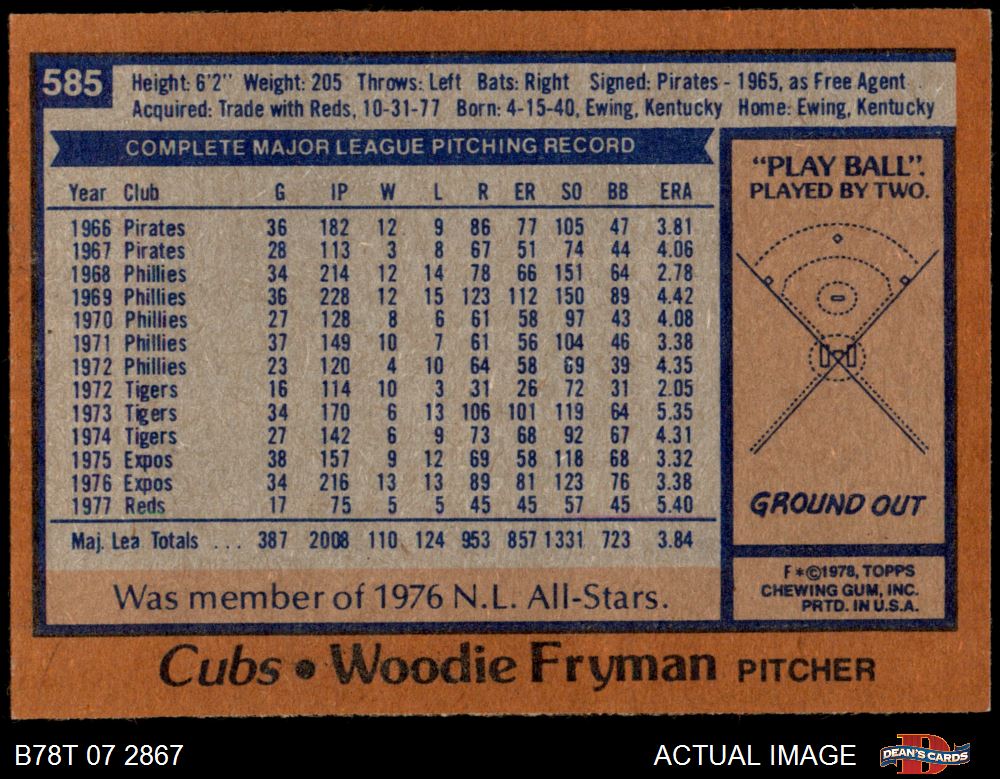 585
Height: 6'2" Weight: 205 Throws: Left Bats: Right Signed: Pirates - 1965, as Free Agent
Acquired: Trade with Reds, 10-31-77 Born: 4-15-40, Ewing, Kentucky Home: Ewing, Kentucky
COMPLETE MAJOR LEAGUE PITCHING RECORD
Year Club G IP W L R ER SO BB ERA
1966 Pirates 36 182 12 9 86 77 105 47 3.81
1967 Pirates 28 113 3 8 67 51 74 44 4.06
1968 Phillies 34 214 12 14 78 66 151 64 2.78
1969 Phillies 36 228 12 15 123 112 150 89 4.42
1970 Phillies 27 128 8 6 61 58 97 43 4.08
1971 Phillies 37 149 10 7 61 56 104 46 3.38
1972 Phillies 23 120 4 10 64 58 69 39 4.35
1972 Tigers 16 114 10 3 31 26 72 31 2.05
1973 Tigers 34 170 6 13 106 101 119 64 5.35
1974 Tigers 27 142 6 9 73 68 92 67 4.31
1975 Expos 38 157 9 12 69 58 118 68 3.32
1976 Expos 34 216 13 13 89 81 123 76 3.38
1977 Reds 17 75 5 5 45 45 57 45 5.40
Maj. Lea Totals ... 387 2008 110 124 953 857 1331 723 3.84
Was member of 1976 N.L. All-Stars.
"PLAY BALL".
PLAYED BY TWO.
GROUND OUT
F*©1978, TOPPS
CHEWING GUM, INC.
PRTD. IN U.S.A.
Cubs • Woodie Fryman PITCHER
B78T 07 2867
ACTUAL IMAGE
DEAN'S CARDS